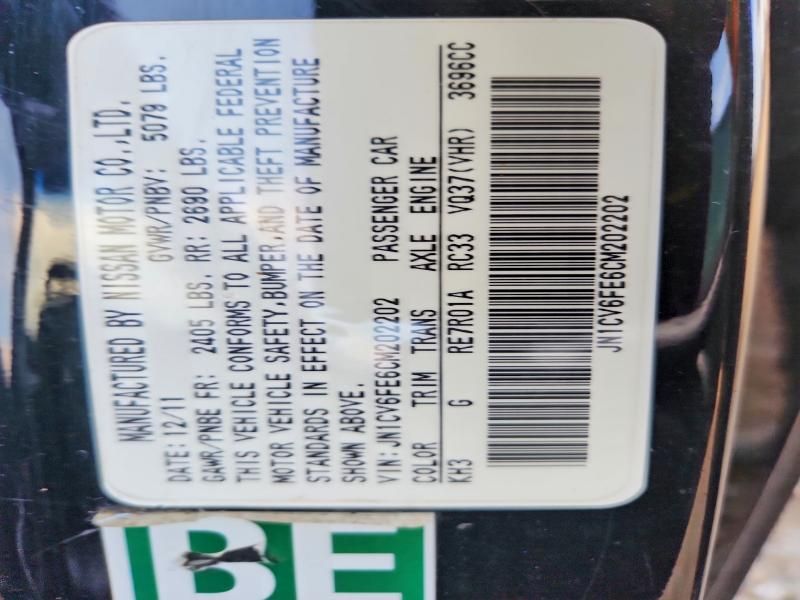 MANUFACTURED BY NISSAN MOTOR CO.,LTD.
DATE: 12/11 GVWR/PNBV: 5079 LBS.
GAWR/PNBE FR: 2405 LBS. RR: 2690 LBS.
THIS VEHICLE CONFORMS TO ALL APPLICABLE FEDERAL
MOTOR VEHICLE SAFETY,BUMPER,AND THEFT PREVENTION
STANDARDS IN EFFECT ON THE DATE OF MANUFACTURE
SHOWN ABOVE.
VIN: JN1CV6FE6CM202202 PASSENGER CAR
COLOR TRIM TRANS AXLE ENGINE
KH3 G RE7R01A RC33 VQ37(VHR) 3696CC
JN1CV6FE6CM202202
BE